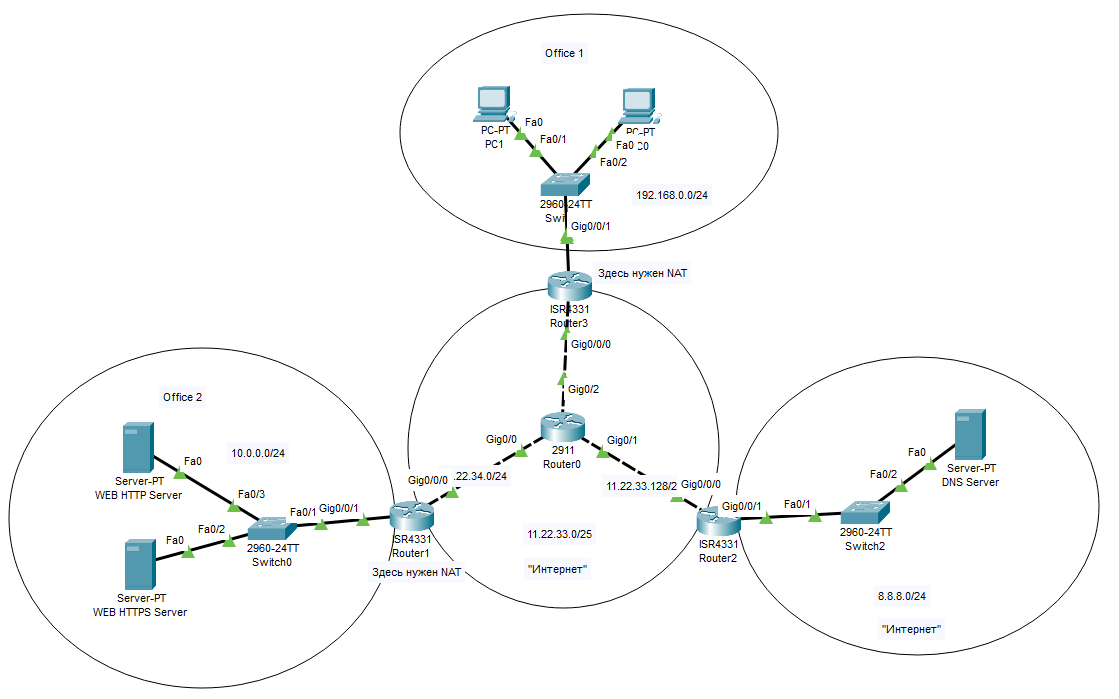 Office 1
PC-PT
PC1
Fa0
Fa0/1
PC-PT
Fa0
C0
Fa0/2
192.168.0.0/24
2960-24TT
Swi
Gig0/0/1
Здесь нужен NAT
ISR4331
Router3
Gig0/0/0
Gig0/2
2911
Router0
Gig0/0
Gig0/1
Office 2
10.0.0.0/24
Server-PT
WEB HTTP Server
Fa0
Fa0/3
Fa0/1
Gig0/0/1
Fa0/2
Fa0
2960-24TT
Switch0
Server-PT
WEB HTTPS Server
Gig0/0/0
.22.34.0/24
ISR4331
Router1
Здесь нужен NAT
11.22.33.0/25
"Интернет"
11.22.33.128/2
Gig0/0/0
Gig0/0/1
ISR4331
Router2
Fa0/1
Fa0/2
Fa0
Server-PT
DNS Server
2960-24TT
Switch2
8.8.8.0/24
"Интернет"